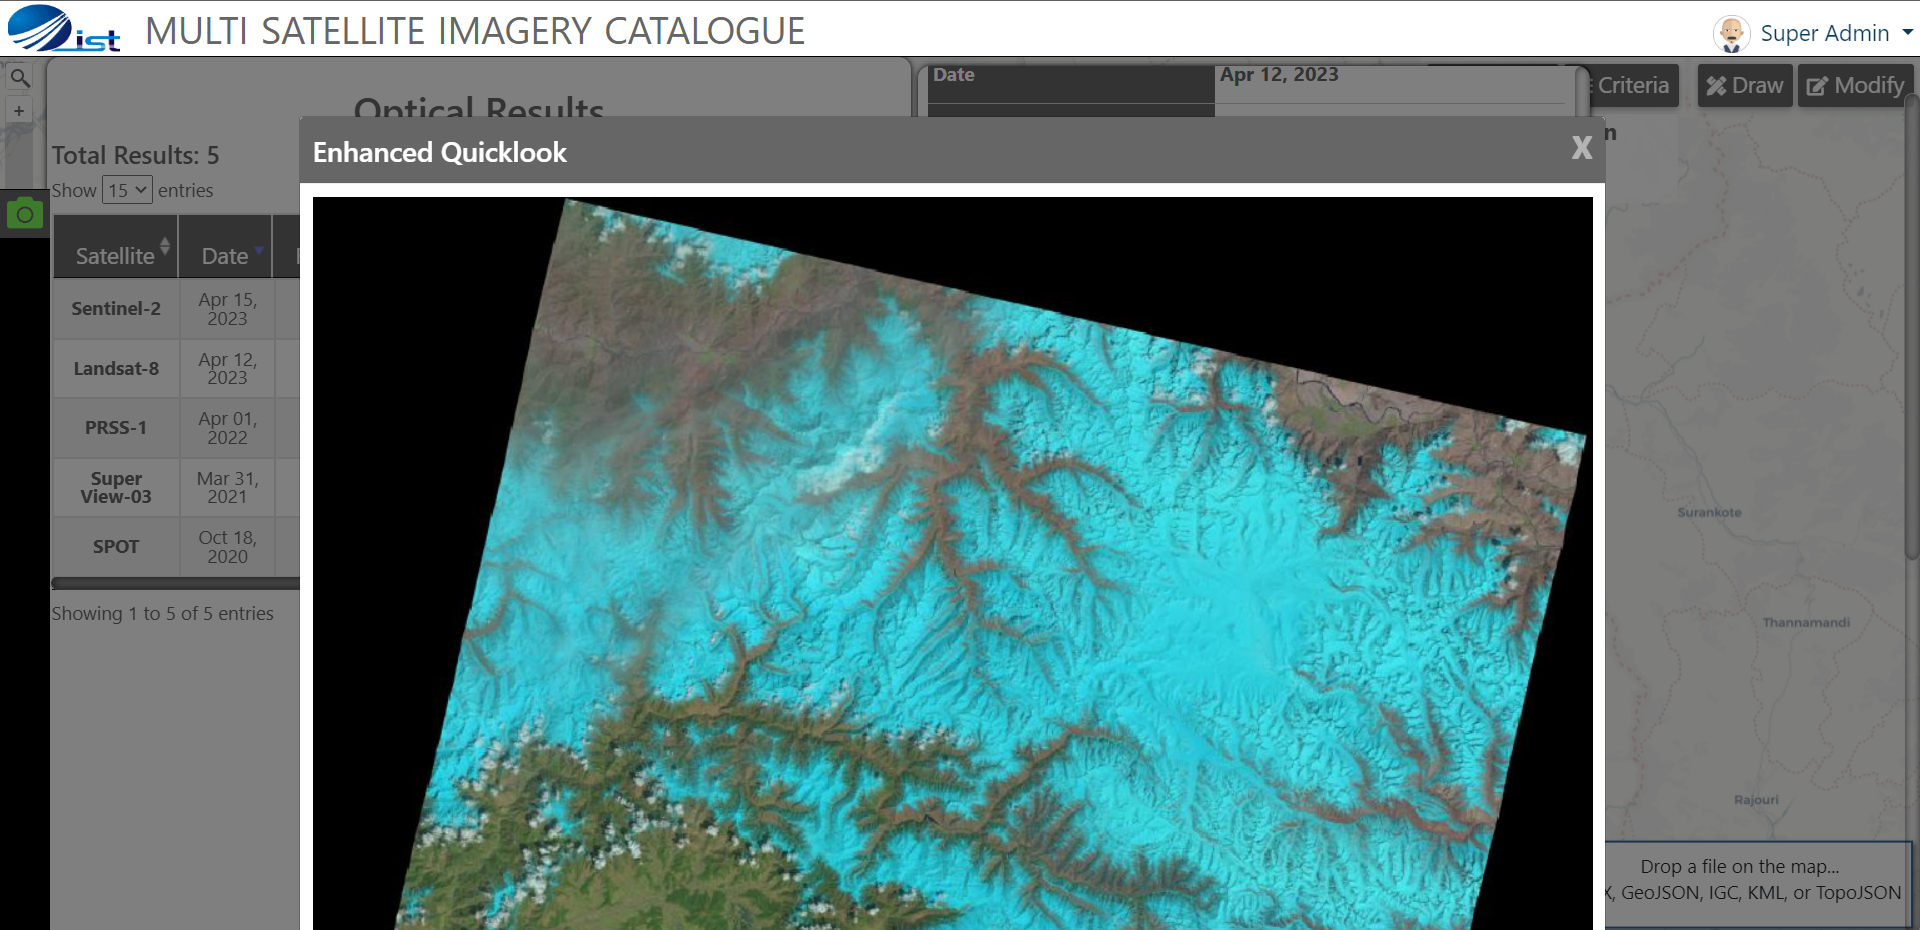 ist
MULTI SATELLITE IMAGERY CATALOGUE
Super Admin
Date
Apr 12, 2023
Criteria
Draw
Modify
Optical Results
Total Results: 5
Show 15 entries
Satellite
Date
Sentinel-2
Apr 15,
2023
Landsat-8
Apr 12,
2023
PRSS-1
Apr 01,
2022
Super
View-03
Mar 31,
2021
SPOT
Oct 18,
2020
Showing 1 to 5 of 5 entries
Enhanced Quicklook
X
Surankote
Thannamandi
Rajouri
Drop a file on the map...
X, GeoJSON, IGC, KML, or TopoJSON